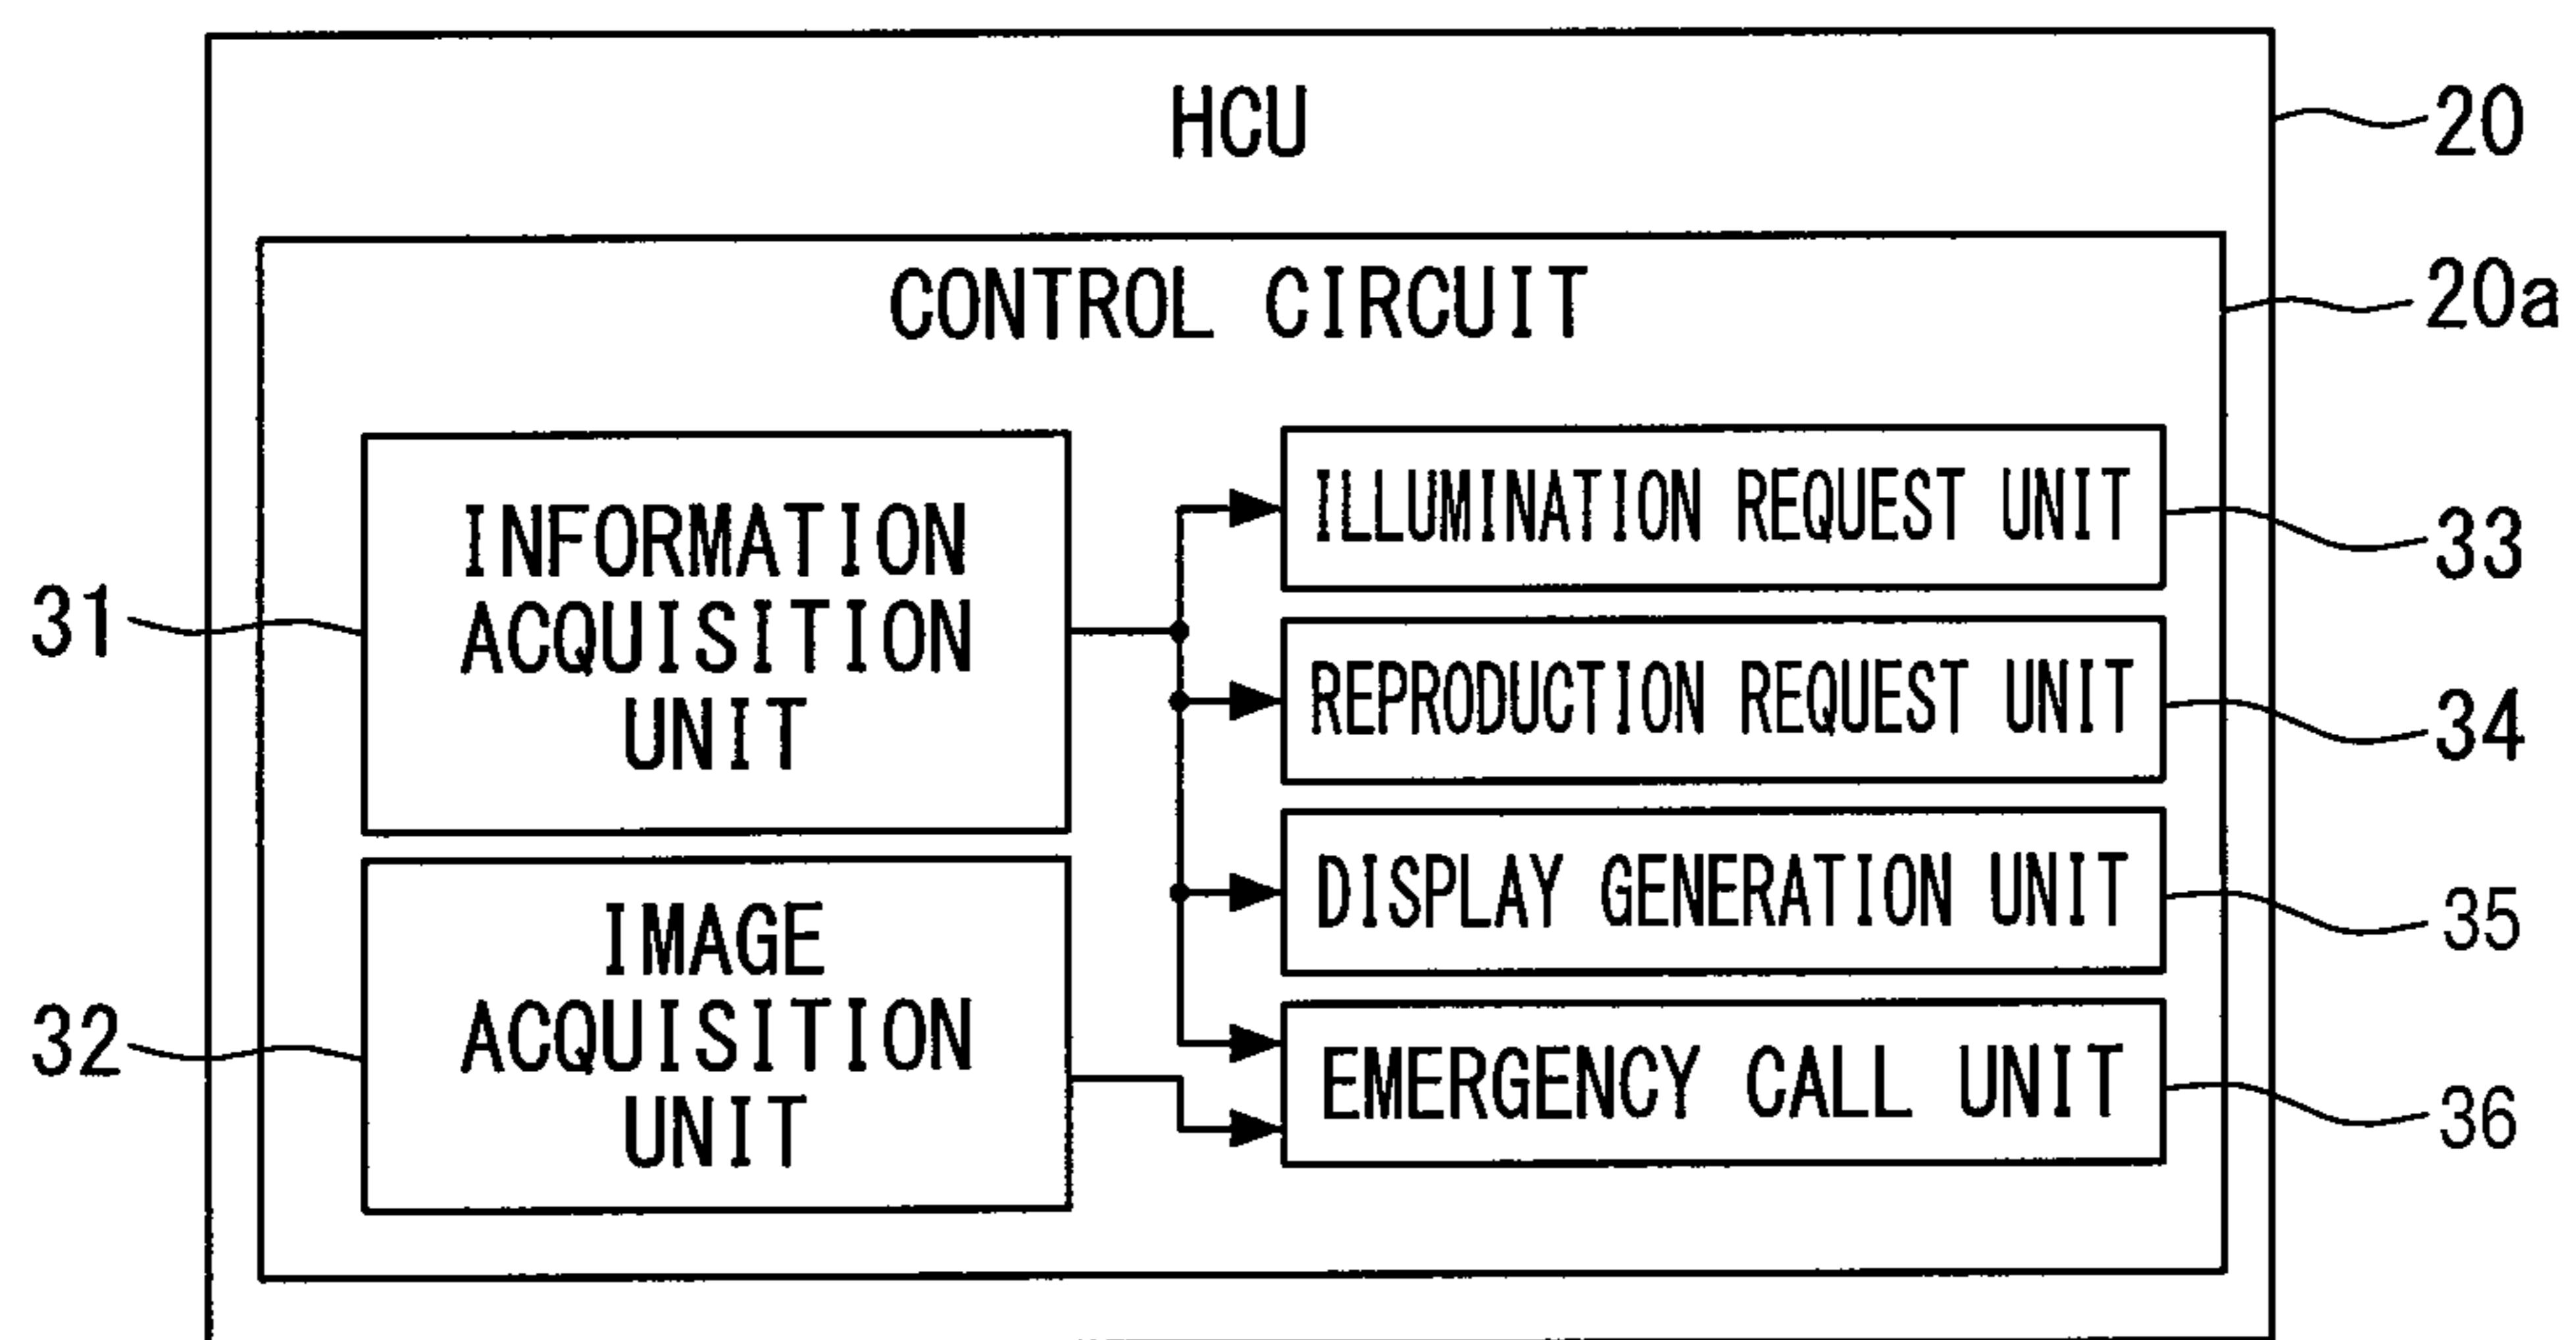 HCU
20
CONTROL CIRCUIT
20a
31
INFORMATION
ACQUISITION
UNIT
ILLUMINATION REQUEST UNIT
33
REPRODUCTION REQUEST UNIT
34
DISPLAY GENERATION UNIT
35
32
IMAGE
ACQUISITION
UNIT
EMERGENCY CALL UNIT
36